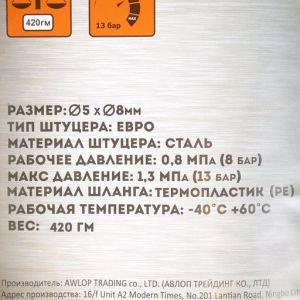 420гм
13 бар
MAX
РАЗМЕР:Ø5 x Ø8мм
ТИП ШТУЦЕРА: ЕВРО
МАТЕРИАЛ ШТУЦЕРА: СТАЛЬ
РАБОЧЕЕ ДАВЛЕНИЕ: 0,8 МПА (8 БАР)
МАКС ДАВЛЕНИЕ: 1,3 МПА (13 БАР)
МАТЕРИАЛ ШЛАНГА: ТЕРМОПЛАСТИК (PE)
РАБОЧАЯ ТЕМПЕРАТУРА: -40˚C +60˚C
ВЕС: 420 ГМ
Производитель: AWLOP TRADING co., LTD. (АВЛОП ТРЕЙДИНГ КО., ЛТД)
Адрес производства: 16/f Unit A2 Modern Times, No.201 Lantian Road, Ningbo